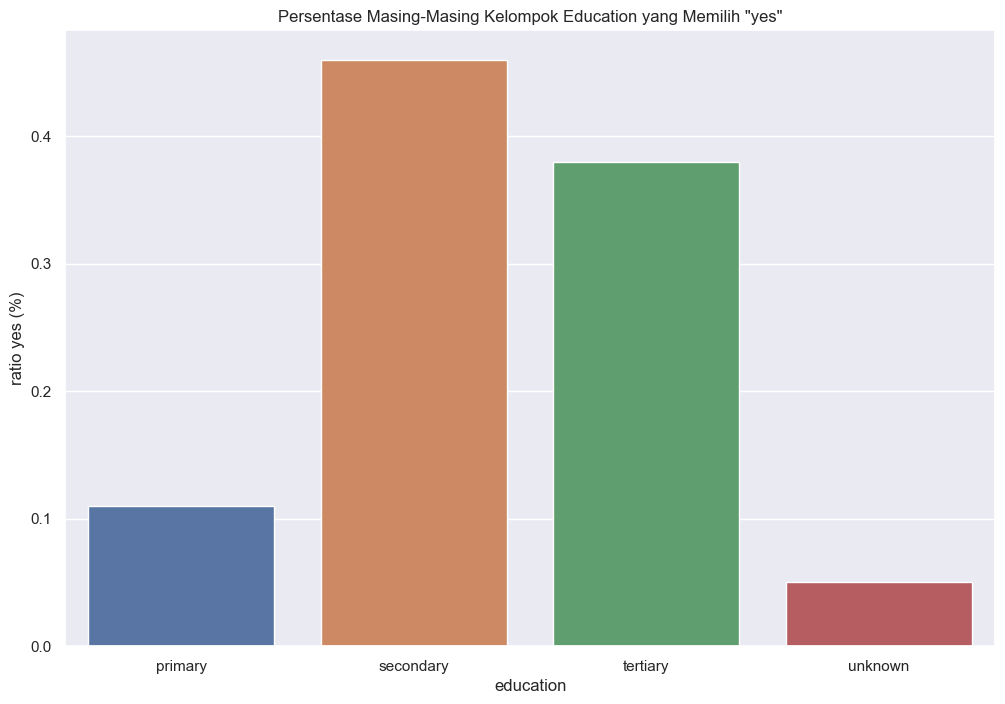 Persentase Masing-Masing Kelompok Education yang Memilih "yes"
ratio yes (%)
0.4
0.3
0.2
0.1
0.0
primary
secondary
tertiary
unknown
education